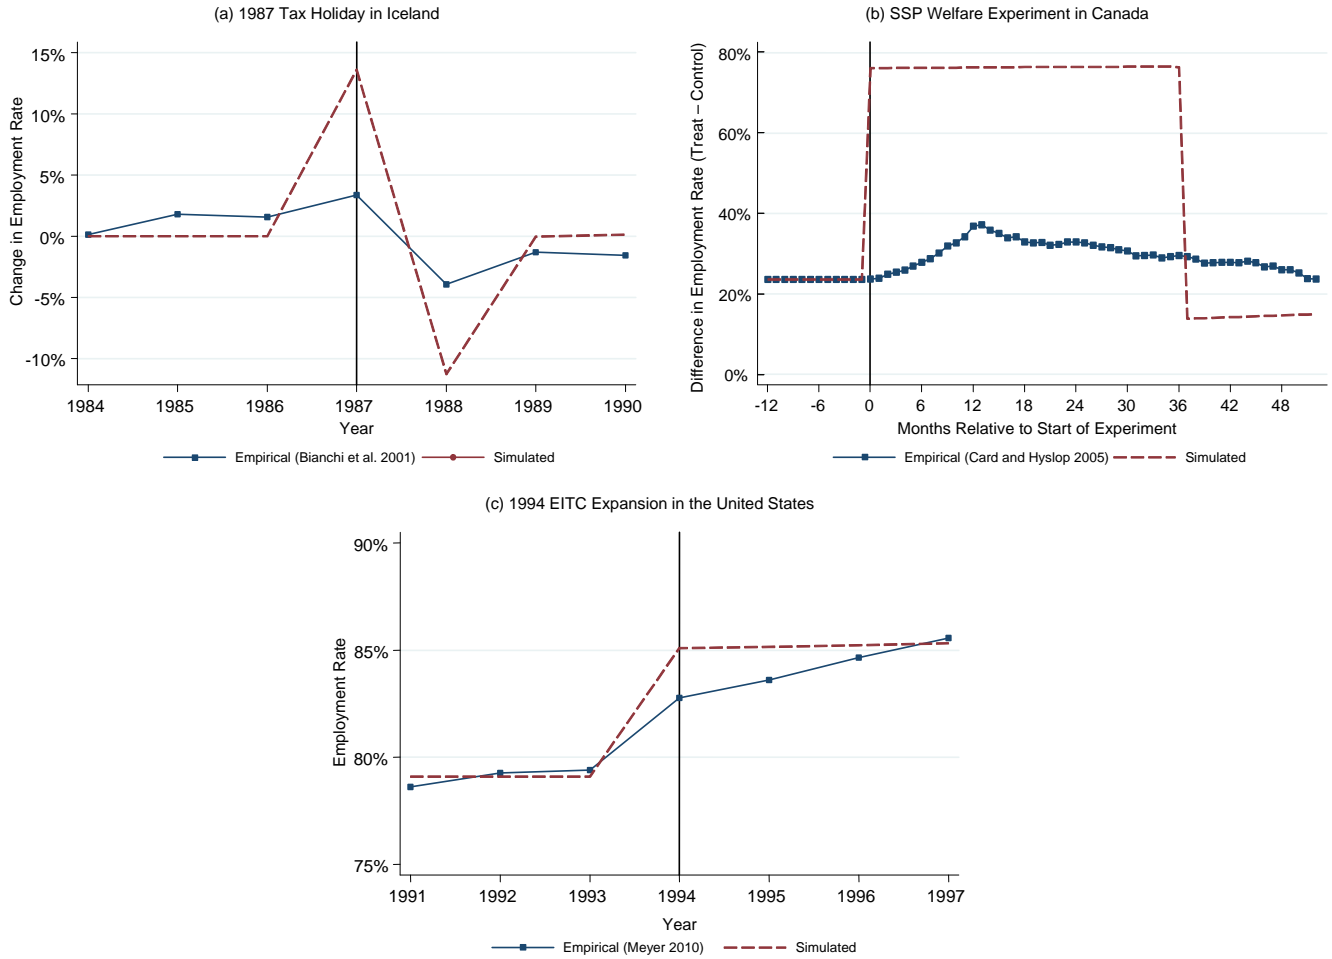 (a) 1987 Tax Holiday in Iceland
Change in Employment Rate
15%
10%
5%
0%
-5%
-10%
1984 1985 1986 1987 1988 1989 1990
Year
Empirical (Bianchi et al. 2001) Simulated
(b) SSP Welfare Experiment in Canada
Difference in Employment Rate (Treat – Control)
80%
60%
40%
20%
0%
-12 -6 0 6 12 18 24 30 36 42 48
Months Relative to Start of Experiment
Empirical (Card and Hyslop 2005) Simulated
(c) 1994 EITC Expansion in the United States
Employment Rate
90%
85%
80%
75%
1991 1992 1993 1994 1995 1996 1997
Year
Empirical (Meyer 2010) Simulated